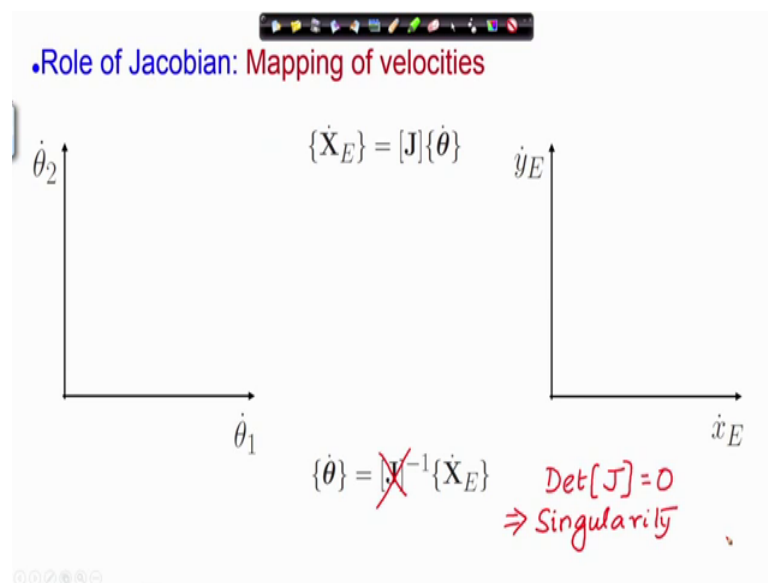 •Role of Jacobian: Mapping of velocities
θ̇₂
{Ẋ_E} = [J]{θ̇}
ẏ_E
θ̇₁
ẋ_E
{θ̇} = [J]⁻¹{Ẋ_E}
Det[J]=0
⇒ Singularity